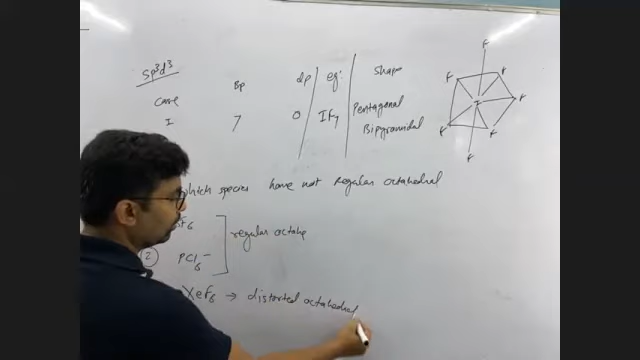 sp³d³
case Bp lp eg' shape
I 7 0 IF₇ Pentagonal
Bipyramidal
F
F F
I F
F F
F
which species have not Regular octahedral
F₆
② PCl₆⁻
regular octahe
XeF₆ → distorted octahedral